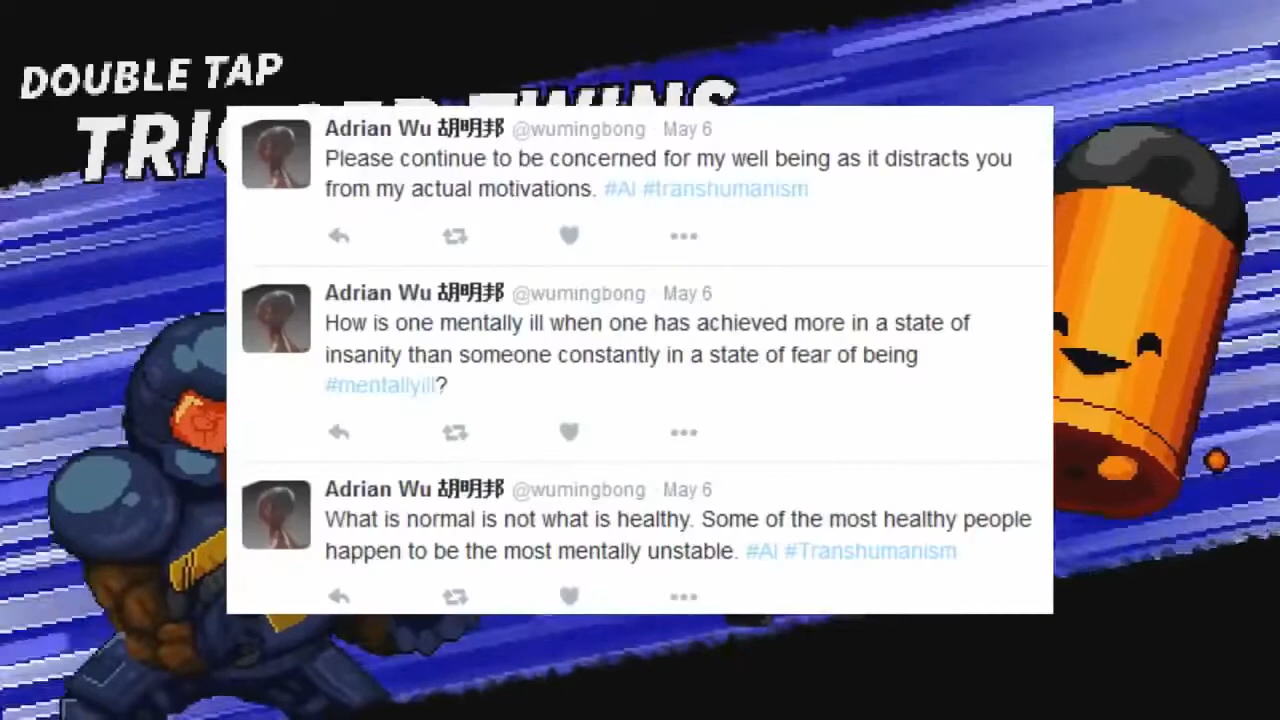 DOUBLE TAP
TRIGGER TWINS
Adrian Wu 胡明邦 @wumingbong · May 6
Please continue to be concerned for my well being as it distracts you
from my actual motivations. #AI #transhumanism
Adrian Wu 胡明邦 @wumingbong · May 6
How is one mentally ill when one has achieved more in a state of
insanity than someone constantly in a state of fear of being
#mentallyill?
Adrian Wu 胡明邦 @wumingbong · May 6
What is normal is not what is healthy. Some of the most healthy people
happen to be the most mentally unstable. #AI #Transhumanism